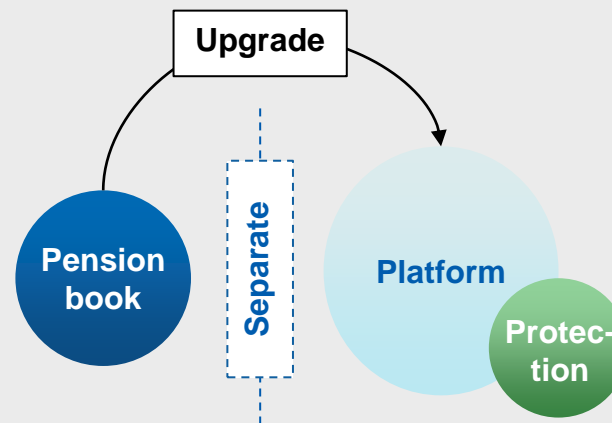 Upgrade
Pension
book
Separate
Platform
Protec-
tion